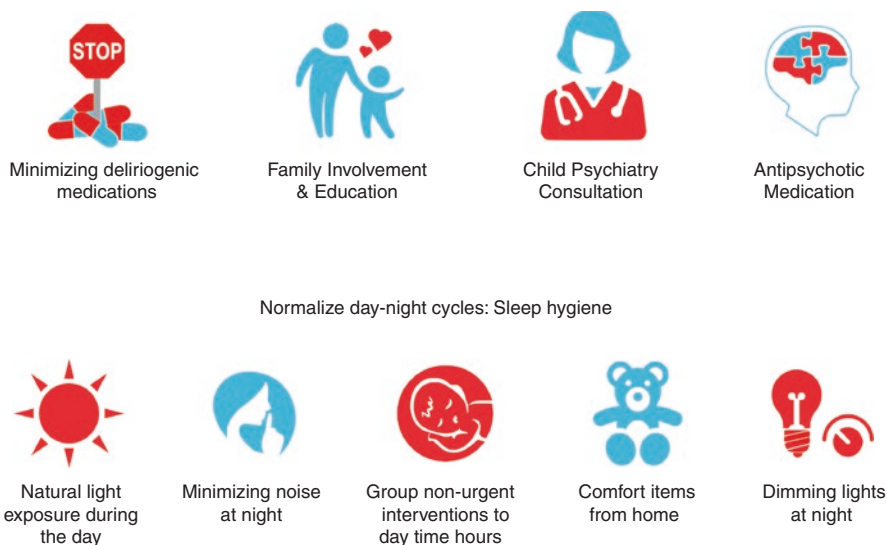 STOP
Minimizing deliriogenic
medications
Family Involvement
& Education
Child Psychiatry
Consultation
Antipsychotic
Medication
Normalize day-night cycles: Sleep hygiene
Natural light
exposure during
the day
Minimizing noise
at night
Group non-urgent
interventions to
day time hours
Comfort items
from home
Dimming lights
at night